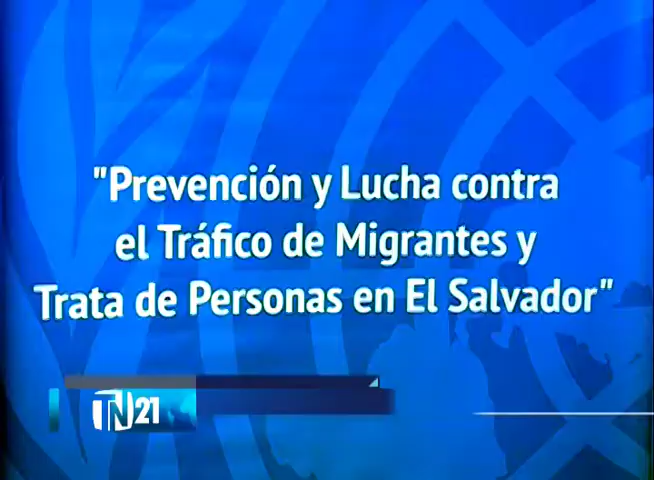 "Prevención y Lucha contra
el Tráfico de Migrantes y
Trata de Personas en El Salvador"
TN21